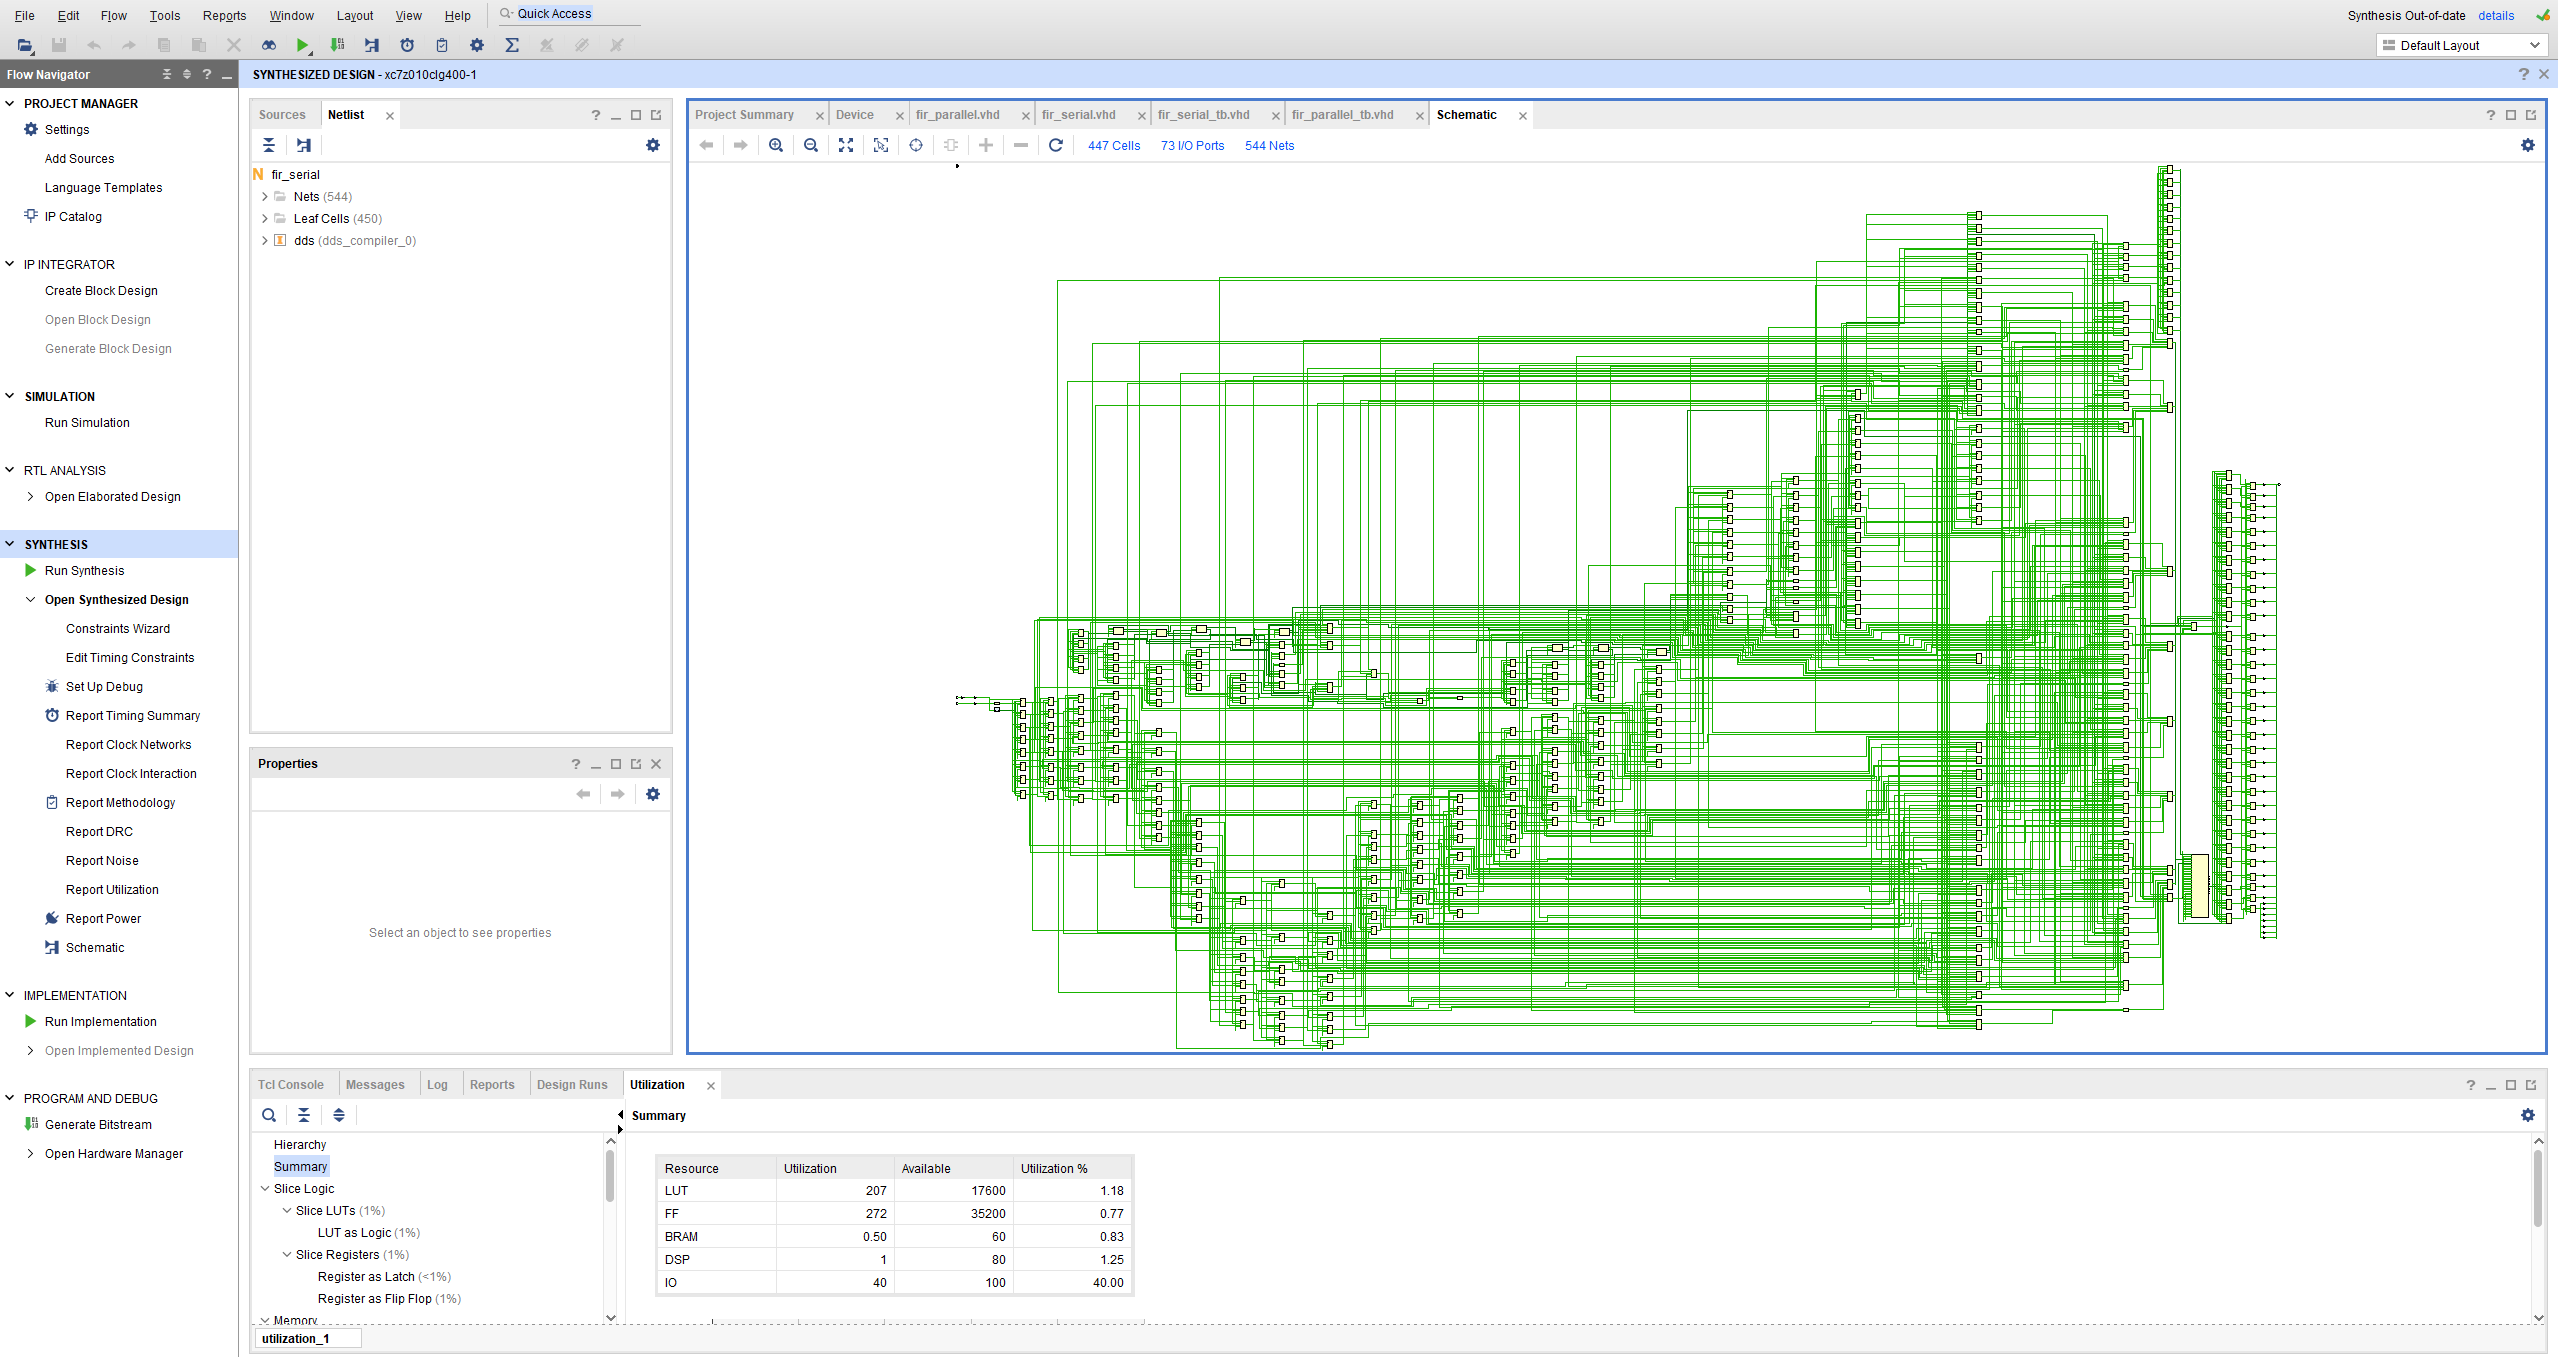 File Edit Flow Tools Reports Window Layout View Help Quick Access
Synthesis Out-of-date details
Default Layout
Flow Navigator
SYNTHESIZED DESIGN - xc7z010clg400-1
PROJECT MANAGER
Settings
Add Sources
Language Templates
IP Catalog
IP INTEGRATOR
Create Block Design
Open Block Design
Generate Block Design
SIMULATION
Run Simulation
RTL ANALYSIS
Open Elaborated Design
SYNTHESIS
Run Synthesis
Open Synthesized Design
Constraints Wizard
Edit Timing Constraints
Set Up Debug
Report Timing Summary
Report Clock Networks
Report Clock Interaction
Report Methodology
Report DRC
Report Noise
Report Utilization
Report Power
Schematic
IMPLEMENTATION
Run Implementation
Open Implemented Design
PROGRAM AND DEBUG
Generate Bitstream
Open Hardware Manager
Sources Netlist
N fir_serial
Nets (544)
Leaf Cells (450)
dds (dds_compiler_0)
Properties
Select an object to see properties
Project Summary Device fir_parallel.vhd fir_serial.vhd fir_serial_tb.vhd fir_parallel_tb.vhd Schematic
447 Cells 73 I/O Ports 544 Nets
Tcl Console Messages Log Reports Design Runs Utilization
Summary
Hierarchy
Summary
Slice Logic
Slice LUTs (1%)
LUT as Logic (1%)
Slice Registers (1%)
Register as Latch (<1%)
Register as Flip Flop (1%)
Memory
Resource Utilization Available Utilization %
LUT 207 17600 1.18
FF 272 35200 0.77
BRAM 0.50 60 0.83
DSP 1 80 1.25
IO 40 100 40.00
utilization_1